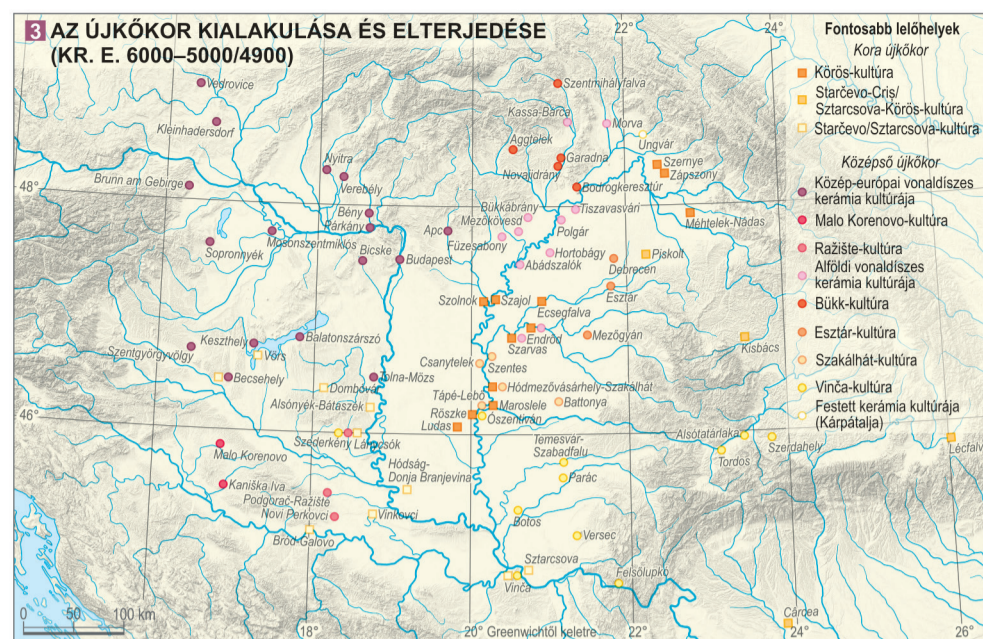 3 AZ ÚJKŐKOR KIALAKULÁSA ÉS ELTERJEDÉSE
(KR. E. 6000–5000/4900)
22°
24°
Fontosabb lelőhelyek
Kora újkőkor
Körös-kultúra
Starčevo-Criş/
Sztarcsova-Körös-kultúra
Starčevo/Sztarcsova-kultúra
Középső újkőkor
Közép-európai vonaldíszes
kerámia kultúrája
Malo Korenovo-kultúra
Ražište-kultúra
Alföldi vonaldíszes
kerámia kultúrája
Bükk-kultúra
Esztár-kultúra
Szakálhát-kultúra
Vinča-kultúra
Festett kerámia kultúrája
(Kárpátalja)
Vedrovice
Kleinhadersdorf
Szentmihályfalva
Kassa-Barca
Morva
Ungvár
Aggtelek
Garadna
Novajidrány
Szernye
Zápszony
Nyitra
Verebély
48°
Brunn am Gebirge
Bodrogkeresztúr
Bükkábrány
Tiszavasvári
Mezőkövesd
Méhtelek-Nádas
Bény
Párkány
Apc
Füzesabony
Polgár
Mosonszentmiklós
Sopronnyék
Bicske
Budapest
Hortobágy
Abádszalók
Debrecen
Piskolt
Esztár
Szolnok
Szajol
Ecsegfalva
Endrőd
Mezőgyán
Kisbács
Szarvas
Balatonszárszó
Keszthely
Szentgyörgyvölgy
Vörs
Csanytelek
Szentes
Becsehely
Dombóvár
Tolna-Mözs
Hódmezővásárhely-Szakálhát
Tápé-Lebő
Battonya
Alsónyék-Bátaszék
Maroslele
Röszke
Ószentiván
46°
Ludas
Szederkény
Lánycsók
Malo Korenovo
Temesvár-
Szabadfalu
Alsótatárlaka
Szerdahely
Tordos
Lécfalva
Parác
Hódság-
Donja Branjevina
Kaniška Iva
Podgorač-Ražište
Novi Perkovci
Vinkovci
Botos
Bród-Galovo
Versec
Sztarcsova
Vinča
Felsőlupkó
Cârcea
0 50 100 km
18°
20° Greenwichtől keletre
22°
24°
26°